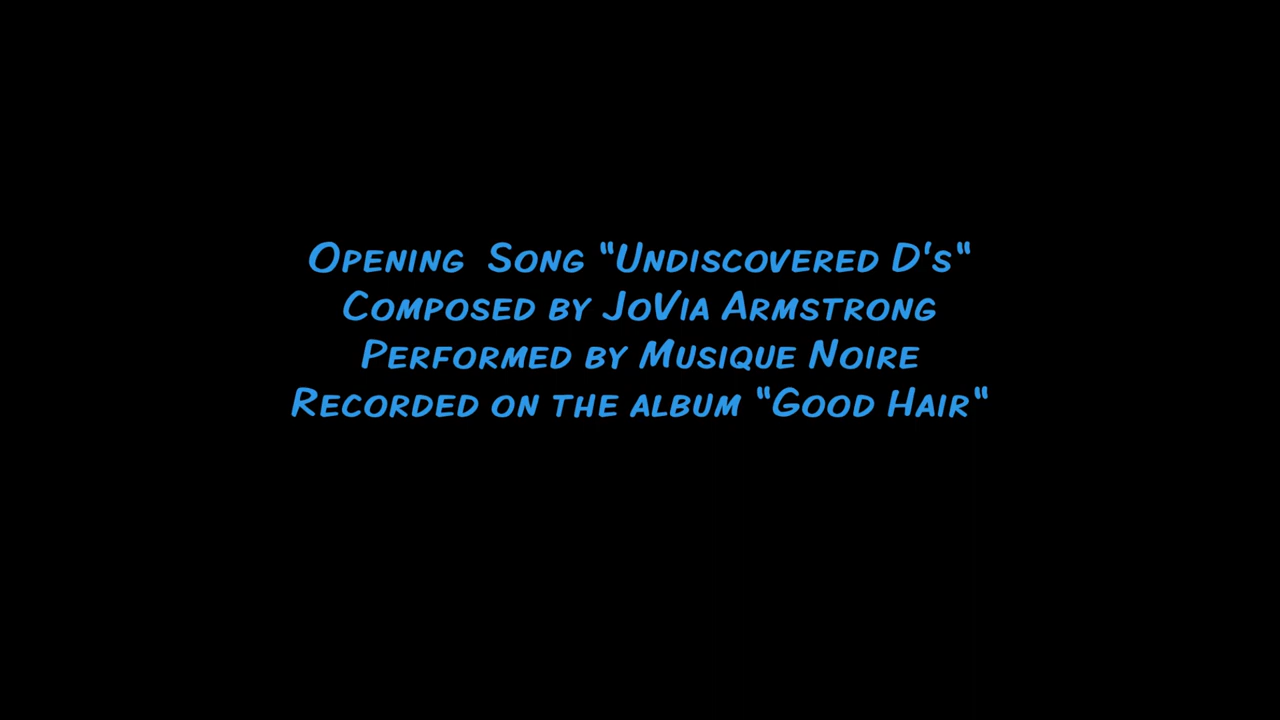 Opening Song "Undiscovered D's"
Composed by JoVia Armstrong
Performed by Musique Noire
Recorded on the album "Good Hair"